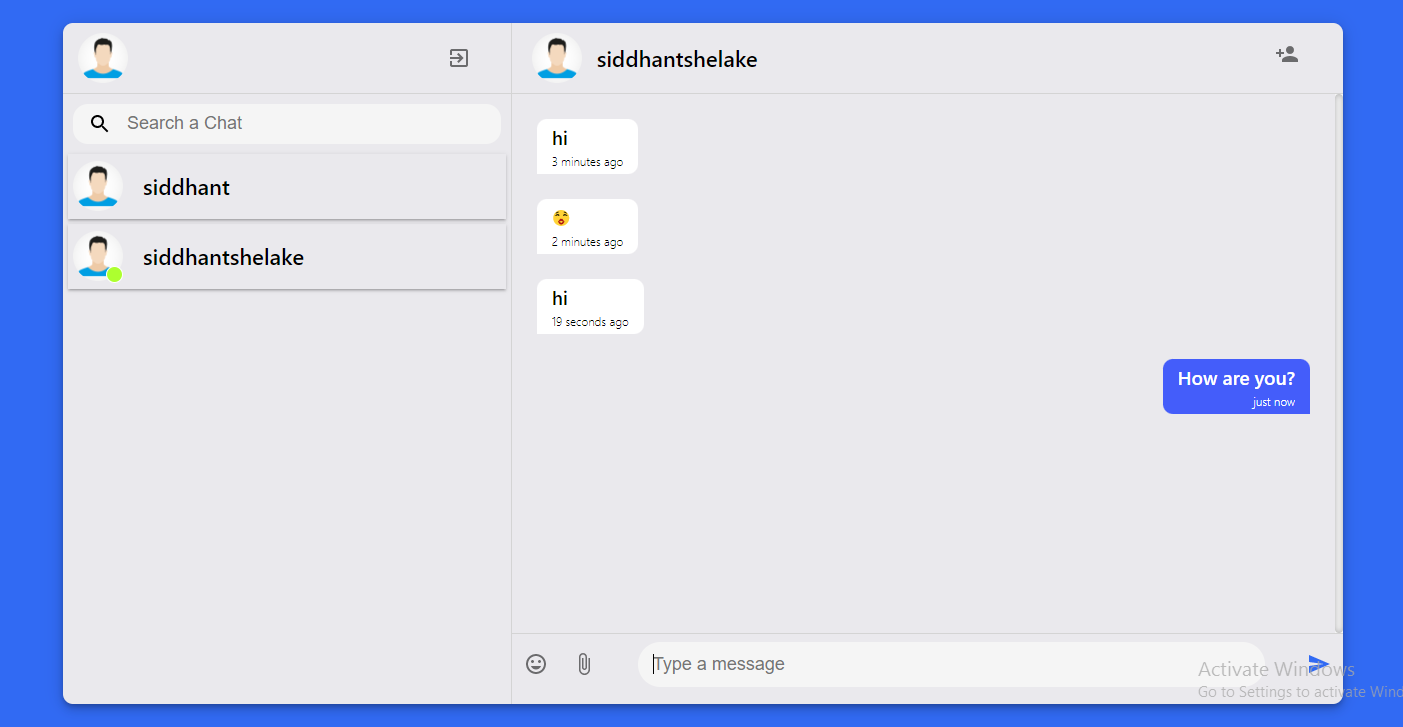 Search a Chat
siddhant
siddhantshelake
siddhantshelake
hi
3 minutes ago
😲
2 minutes ago
hi
19 seconds ago
How are you?
just now
Type a message
Activate Windows
Go to Settings to activate Wind